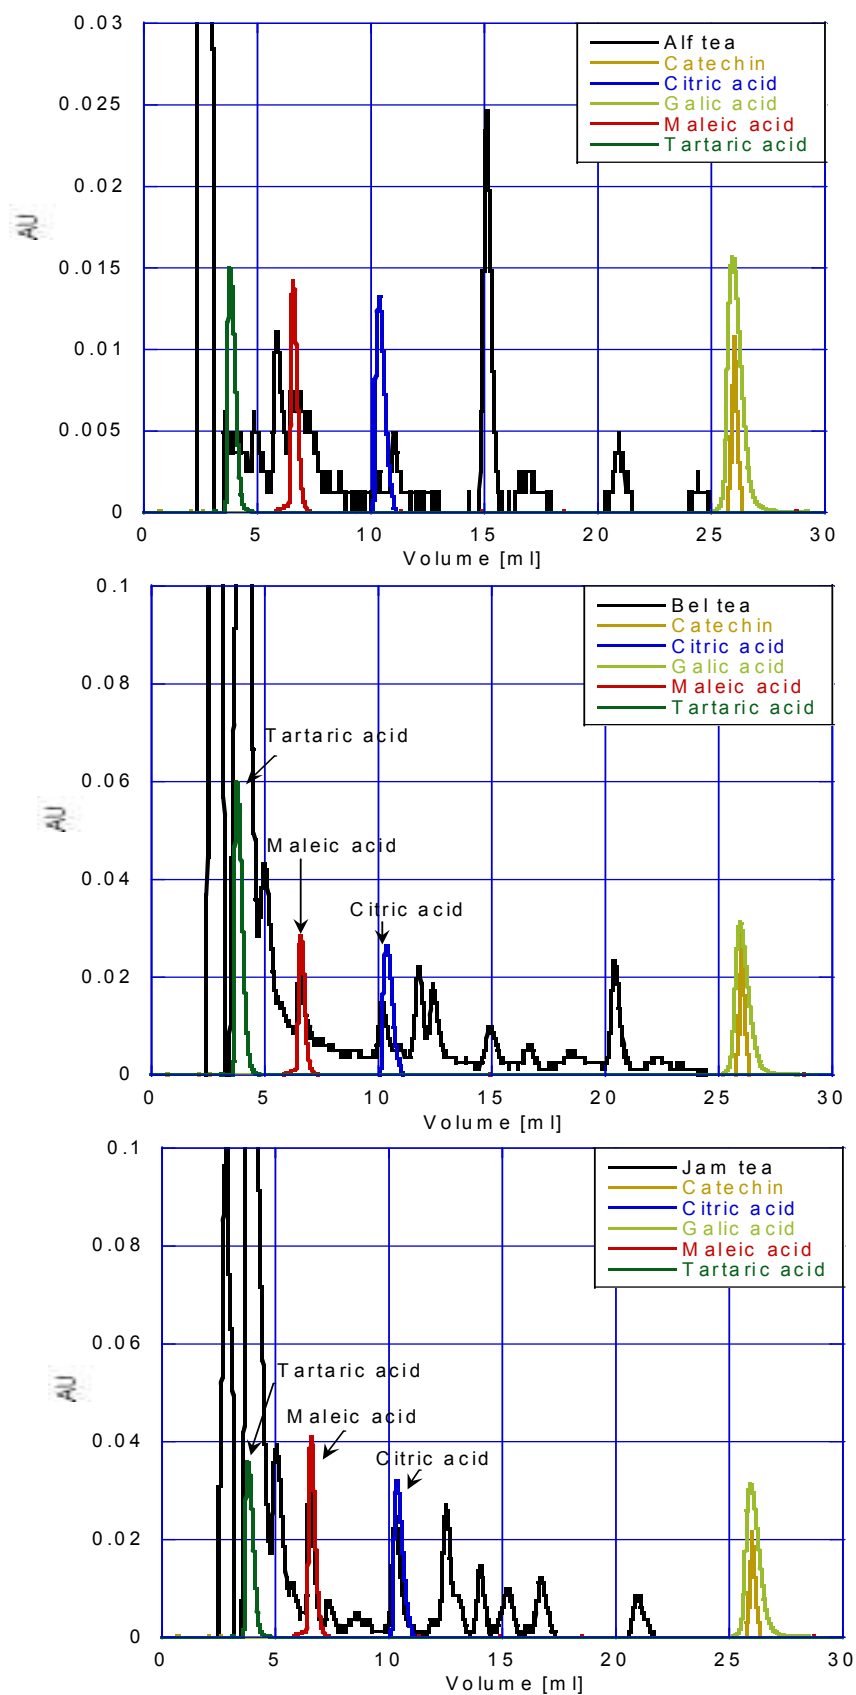 0.03
0.025
0.02
0.015
0.01
0.005
0
AU
Alf tea
Catechin
Citric acid
Galic acid
Maleic acid
Tartaric acid
0 5 10 15 20 25 30
Volume [ml]
0.1
0.08
0.06
0.04
0.02
0
AU
Bel tea
Catechin
Citric acid
Galic acid
Maleic acid
Tartaric acid
Tartaric acid
Maleic acid
Citric acid
0 5 10 15 20 25 30
Volume [ml]
0.1
0.08
0.06
0.04
0.02
0
AU
Jam tea
Catechin
Citric acid
Galic acid
Maleic acid
Tartaric acid
Tartaric acid
Maleic acid
Citric acid
0 5 10 15 20 25 30
Volume [ml]